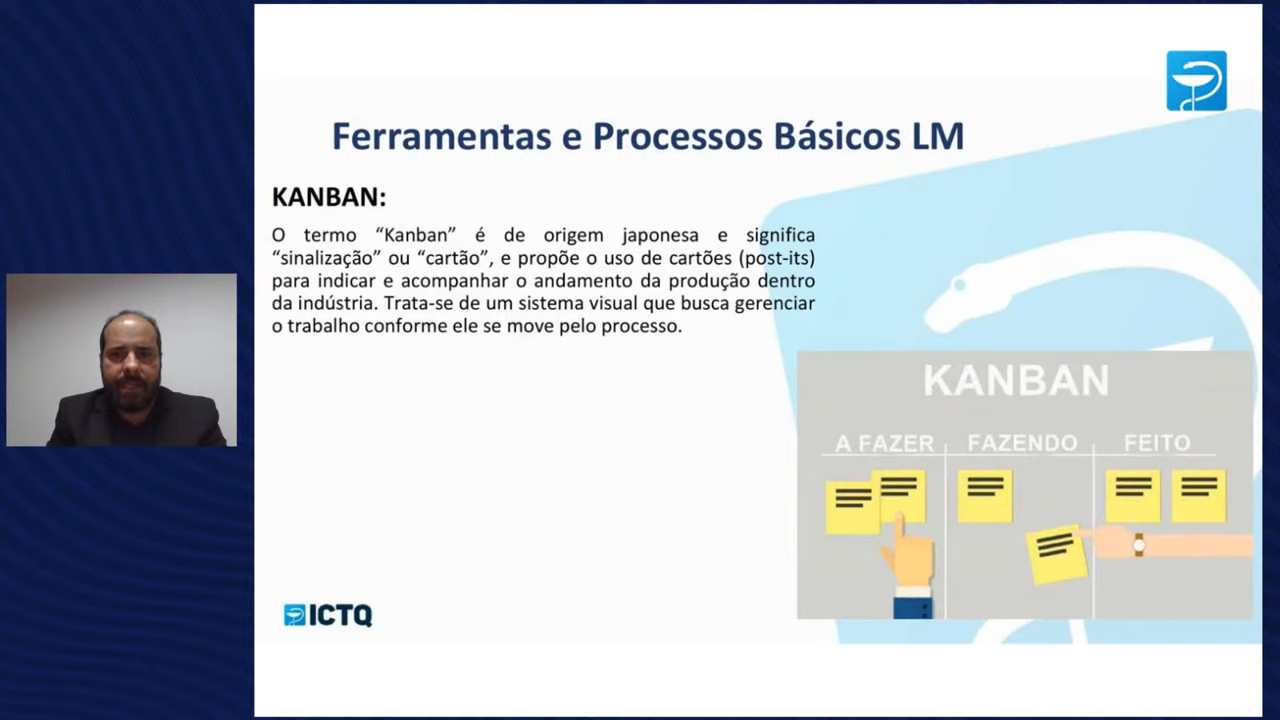 Ferramentas e Processos Básicos LM
KANBAN:
O termo “Kanban” é de origem japonesa e significa
“sinalização” ou “cartão”, e propõe o uso de cartões (post-its)
para indicar e acompanhar o andamento da produção dentro
da indústria. Trata-se de um sistema visual que busca gerenciar
o trabalho conforme ele se move pelo processo.
KANBAN
A FAZER FAZENDO FEITO
ICTQ